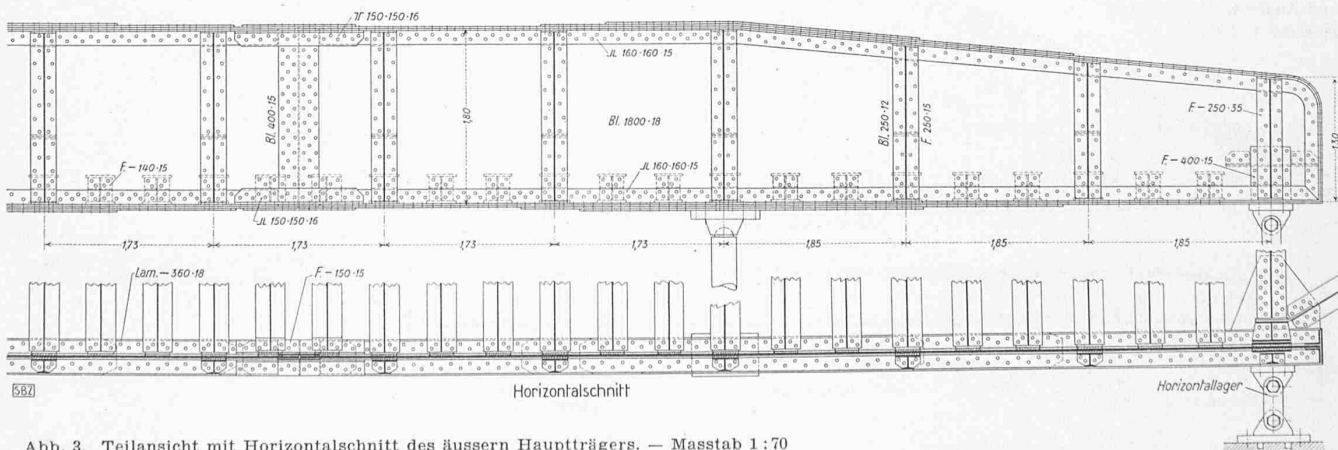 ᒣᒥ 150·150·16
JL 160·160·15
Bl. 400·15
1,80
Bl. 1800·18
Bl. 250·12
F. 250·15
F.–250·35
1,30
F.–140·15
JL 160·160·15
F.–400·15
JL 150·150·16
1,73 1,73 1,73 1,73 1,85 1,85 1,85
Lam.–360·18
F.–150·15
SBZ
Horizontalschnitt
Horizontallager
Abb. 3. Teilansicht mit Horizontalschnitt des äussern Hauptträgers. — Masstab 1:70